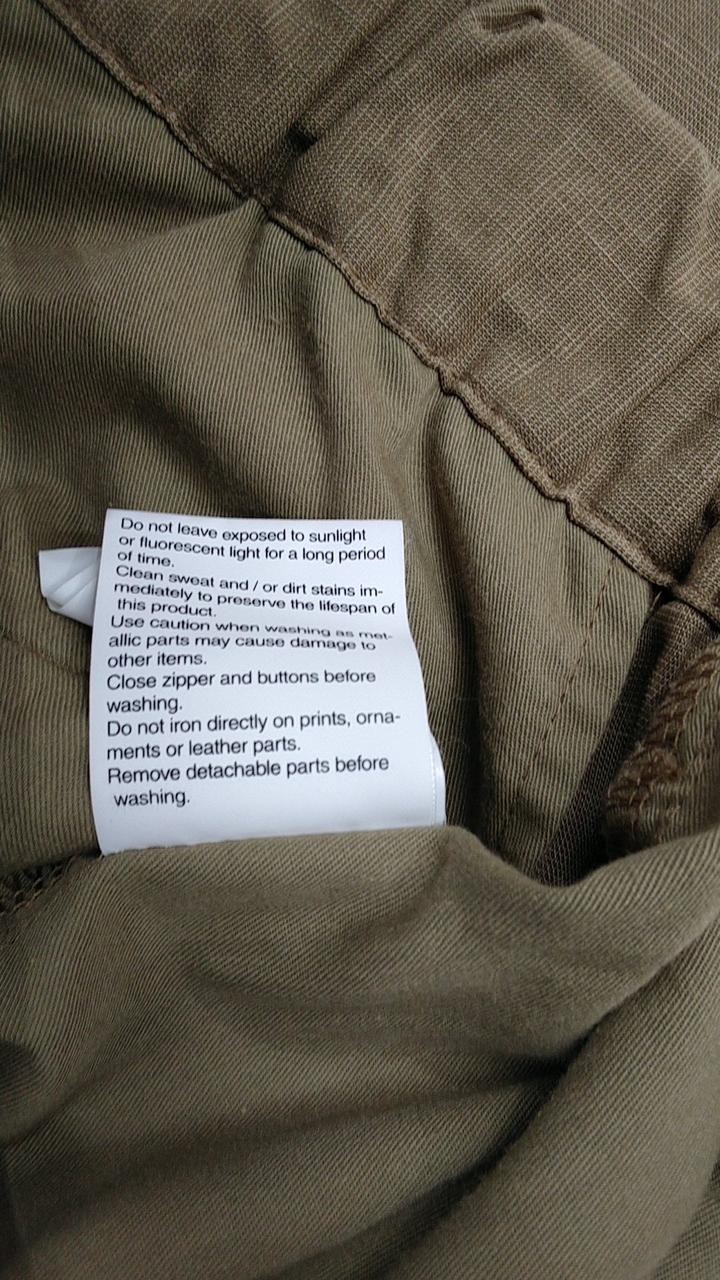 Do not leave exposed to sunlight
or fluorescent light for a long period
of time.
Clean sweat and / or dirt stains im-
mediately to preserve the lifespan of
this product.
Use caution when washing as met-
allic parts may cause damage to
other items.
Close zipper and buttons before
washing.
Do not iron directly on prints, orna-
ments or leather parts.
Remove detachable parts before
washing.